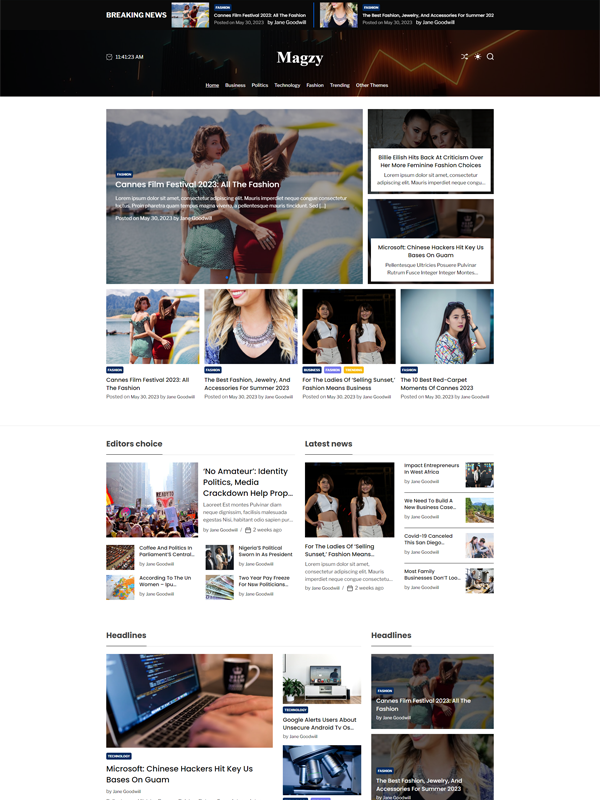 BREAKING NEWS
FASHION
Cannes Film Festival 2023: All The Fashion
Posted on May 30, 2023 by Jane Goodwill
FASHION
The Best Fashion, Jewelry, And Accessories For Summer 202
Posted on May 30, 2023 by Jane Goodwill
11:41:23 AM
Magzy
Home Business Politics Technology Fashion Trending Other Themes
FASHION
Cannes Film Festival 2023: All The Fashion
Lorem ipsum dolor sit amet, consectetur adipiscing elit. Mauris imperdiet neque congue
luctus. Proin pharetra quam tempus magna viverra, a pellentesque mauris tincidunt. Sed [...]
Posted on May 30, 2023 by Jane Goodwill
Billie Eilish Hits Back At Criticism Over
Her More Feminine Fashion Choices
Lorem ipsum dolor sit amet, consectetur
adipiscing elit. Mauris imperdiet neque congu...
Microsoft: Chinese Hackers Hit Key Us
Bases On Guam
Pellentesque Ultricies Posuere Pulvinar
Rutrum Fusce Integer Integer Montes...
FASHION
Cannes Film Festival 2023: All
The Fashion
Posted on May 30, 2023 by Jane Goodwill
FASHION
The Best Fashion, Jewelry, And
Accessories For Summer 2023
Posted on May 30, 2023 by Jane Goodwill
BUSINESS FASHION TRENDING
For The Ladies Of ‘Selling Sunset,’
Fashion Means Business
Posted on May 30, 2023 by Jane Goodwill
FASHION
The 10 Best Red-Carpet
Moments Of Cannes 2023
Posted on May 30, 2023 by Jane Goodwill
Editors choice
‘No Amateur’: Identity
Politics, Media
Crackdown Help Prop...
Laoreet Est montes Pulvinar diam
neque dignissim, facilisis malesuada
egestas Nisi, habitant odio sapien pur...
by Jane Goodwill / 2 weeks ago
Coffee And Politics In
Parliament’S Central...
by Jane Goodwill
Nigeria’S Political
Sworn In As President
by Jane Goodwill
According To The Un
Women – Ipu...
by Jane Goodwill
Two Year Pay Freeze
For Nsw Politicians...
by Jane Goodwill
Latest news
For The Ladies Of ‘Selling
Sunset,’ Fashion Means...
Lorem ipsum dolor sit amet,
consectetur adipiscing elit. Mauris
imperdiet neque congue consectetu...
by Jane Goodwill / 2 weeks ago
Impact Entrepreneurs
In West Africa
by Jane Goodwill
We Need To Build A
New Business Case...
by Jane Goodwill
Covid-19 Canceled
This San Diego...
by Jane Goodwill
Most Family
Businesses Don’T Loo...
by Jane Goodwill
Headlines
TECHNOLOGY
Microsoft: Chinese Hackers Hit Key Us
Bases On Guam
by Jane Goodwill
TECHNOLOGY
Google Alerts Users About
Unsecure Android Tv Os...
by Jane Goodwill
Headlines
FASHION
Cannes Film Festival 2023: All The
Fashion
by Jane Goodwill
FASHION
The Best Fashion, Jewelry, And
Accessories For Summer 2023